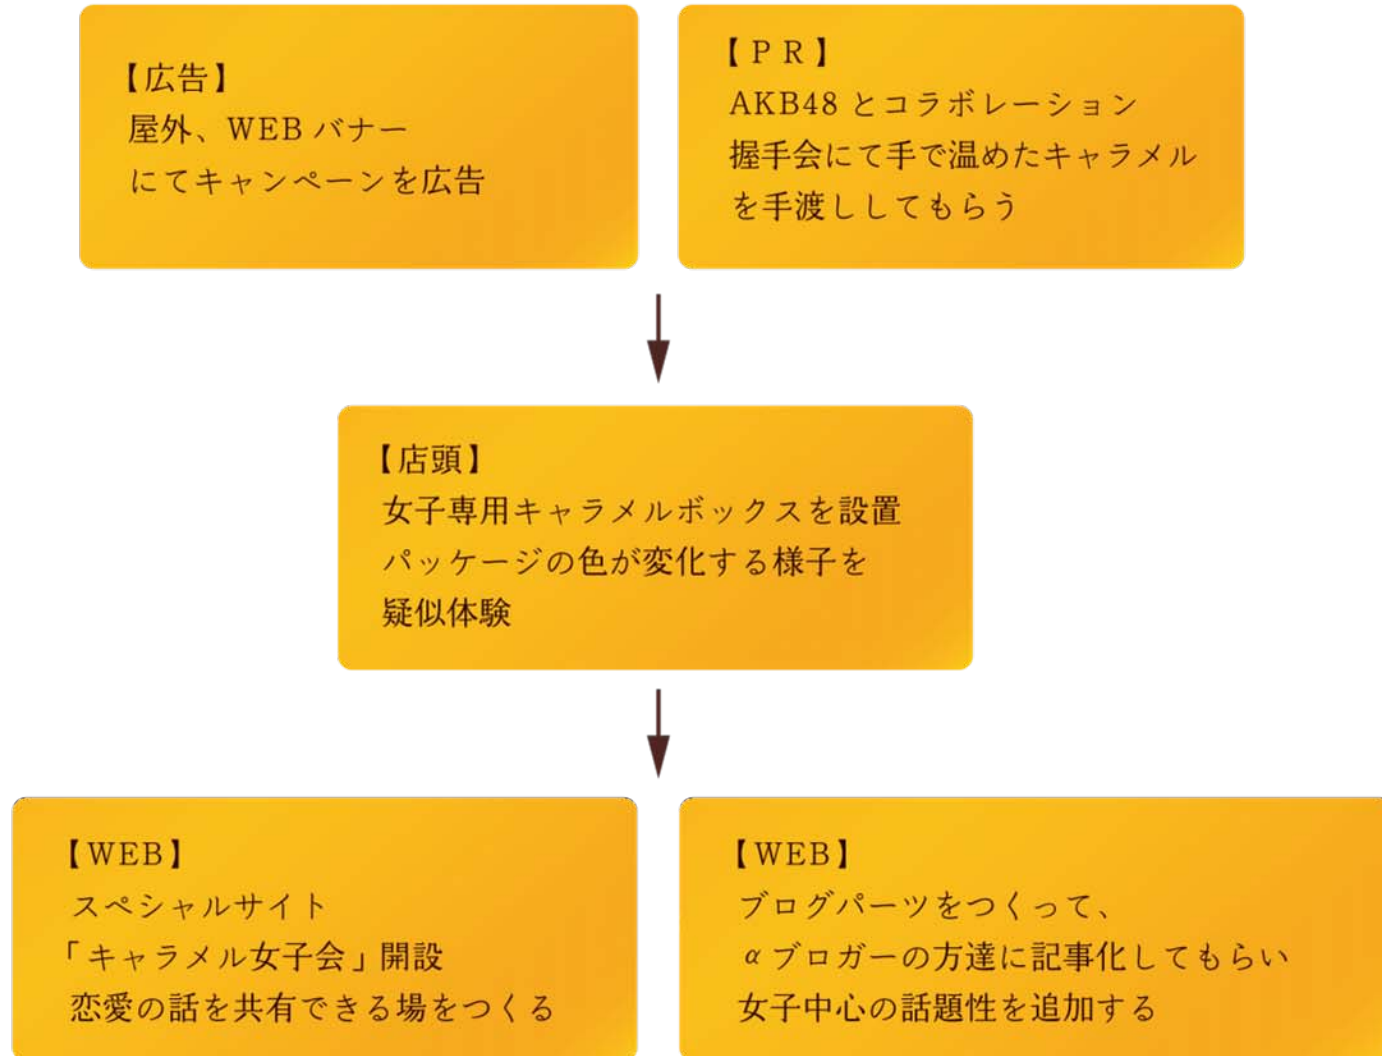 【広告】
屋外、WEB バナー
にてキャンペーンを広告
【ＰＲ】
AKB48 とコラボレーション
握手会にて手で温めたキャラメル
を手渡ししてもらう
【店頭】
女子専用キャラメルボックスを設置
パッケージの色が変化する様子を
疑似体験
【WEB】
スペシャルサイト
「キャラメル女子会」開設
恋愛の話を共有できる場をつくる
【WEB】
ブログパーツをつくって、
αブロガーの方達に記事化してもらい
女子中心の話題性を追加する